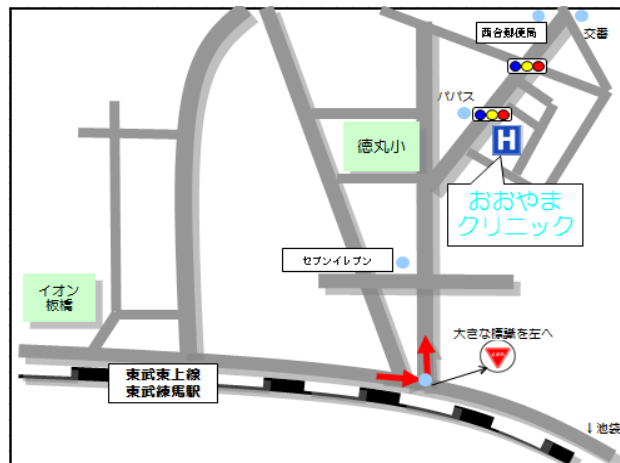 西台郵便局
交番
パパス
H
徳丸小
おおやま
クリニック
セブンイレブン
イオン
板橋
大きな標識を左へ
東武東上線
東武練馬駅
↓池袋